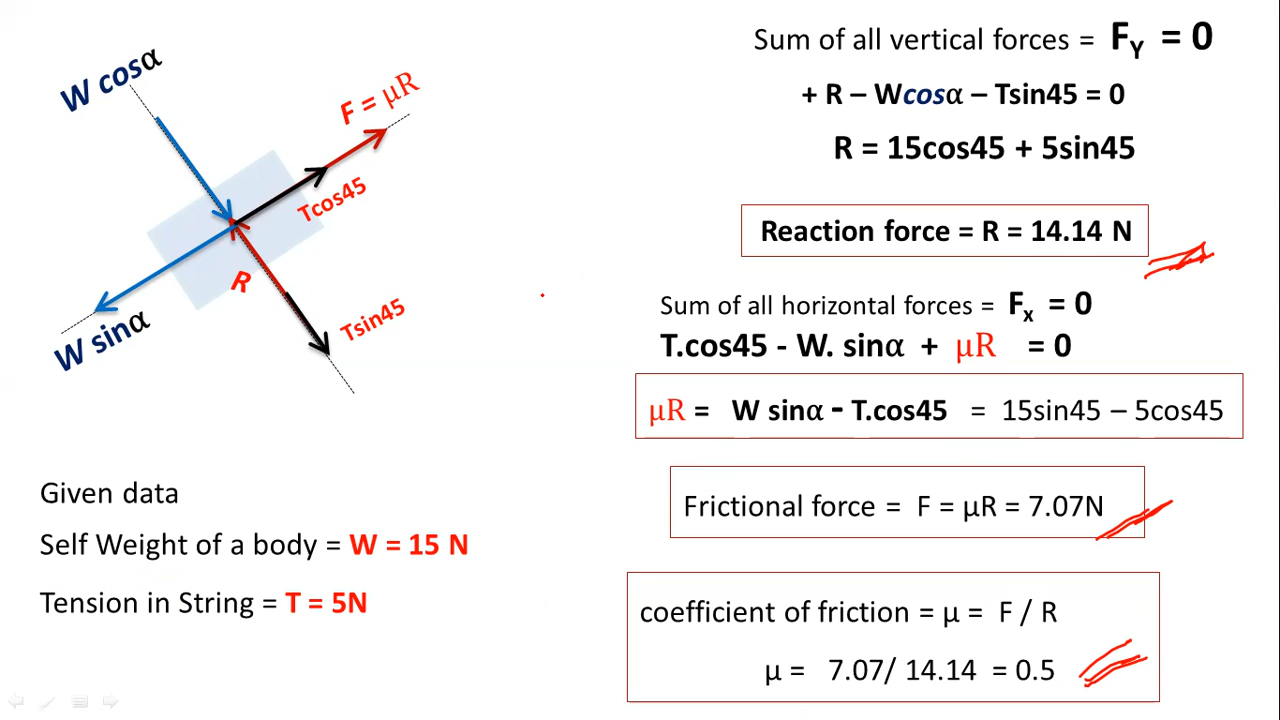 W cosα
F = μR
Tcos45
R
Tsin45
W sinα
Given data
Self Weight of a body = W = 15 N
Tension in String = T = 5N
Sum of all vertical forces = F_Y = 0
+ R – Wcosα – Tsin45 = 0
R = 15cos45 + 5sin45
Reaction force = R = 14.14 N
Sum of all horizontal forces = F_x = 0
T.cos45 - W. sinα + μR = 0
μR = W sinα - T.cos45 = 15sin45 – 5cos45
Frictional force = F = μR = 7.07N
coefficient of friction = μ = F / R
μ = 7.07/ 14.14 = 0.5